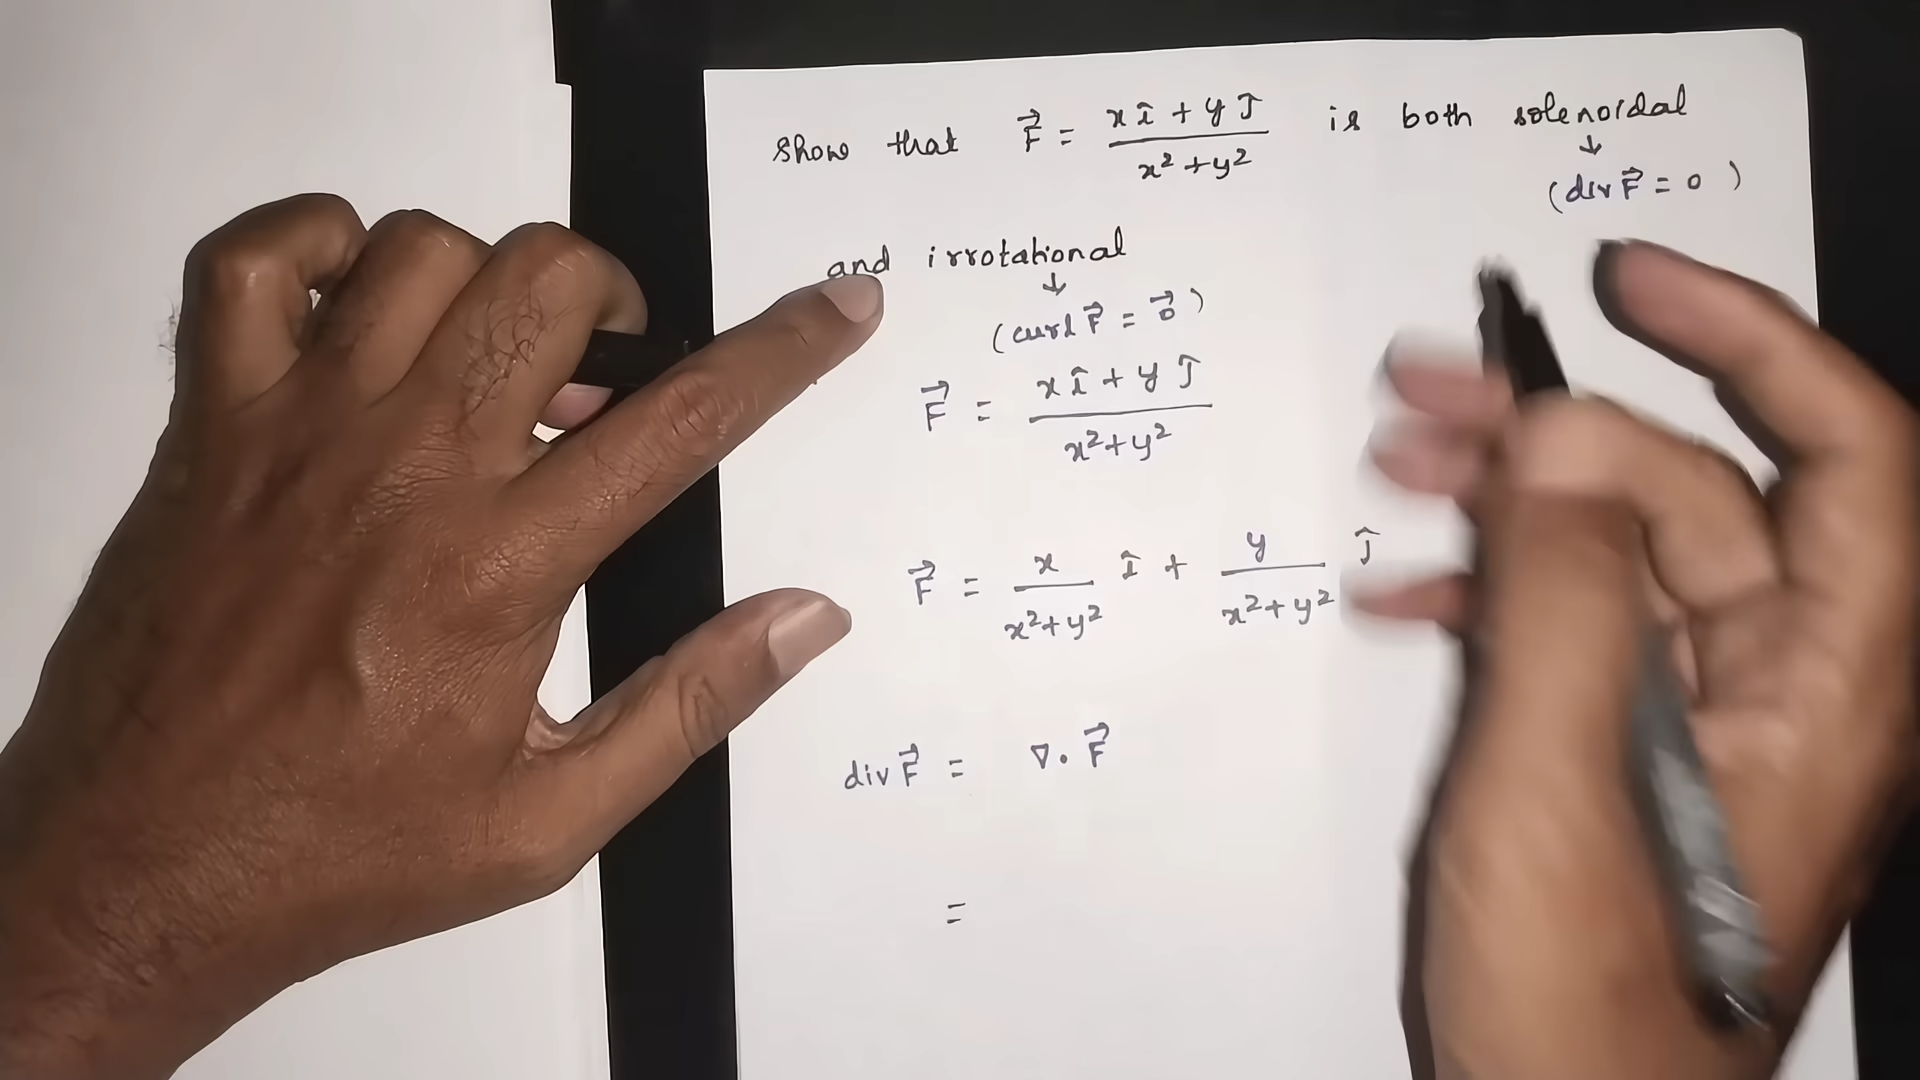 show that F⃗ = (x î + y ĵ) / (x² + y²) is both solenoidal
↓
(div F⃗ = 0 )
and irrotational
↓
(curl F⃗ = 0⃗ )
F⃗ = (x î + y ĵ) / (x² + y²)
F⃗ = x / (x² + y²) î + y / (x² + y²) ĵ
div F⃗ = ∇ . F⃗
=